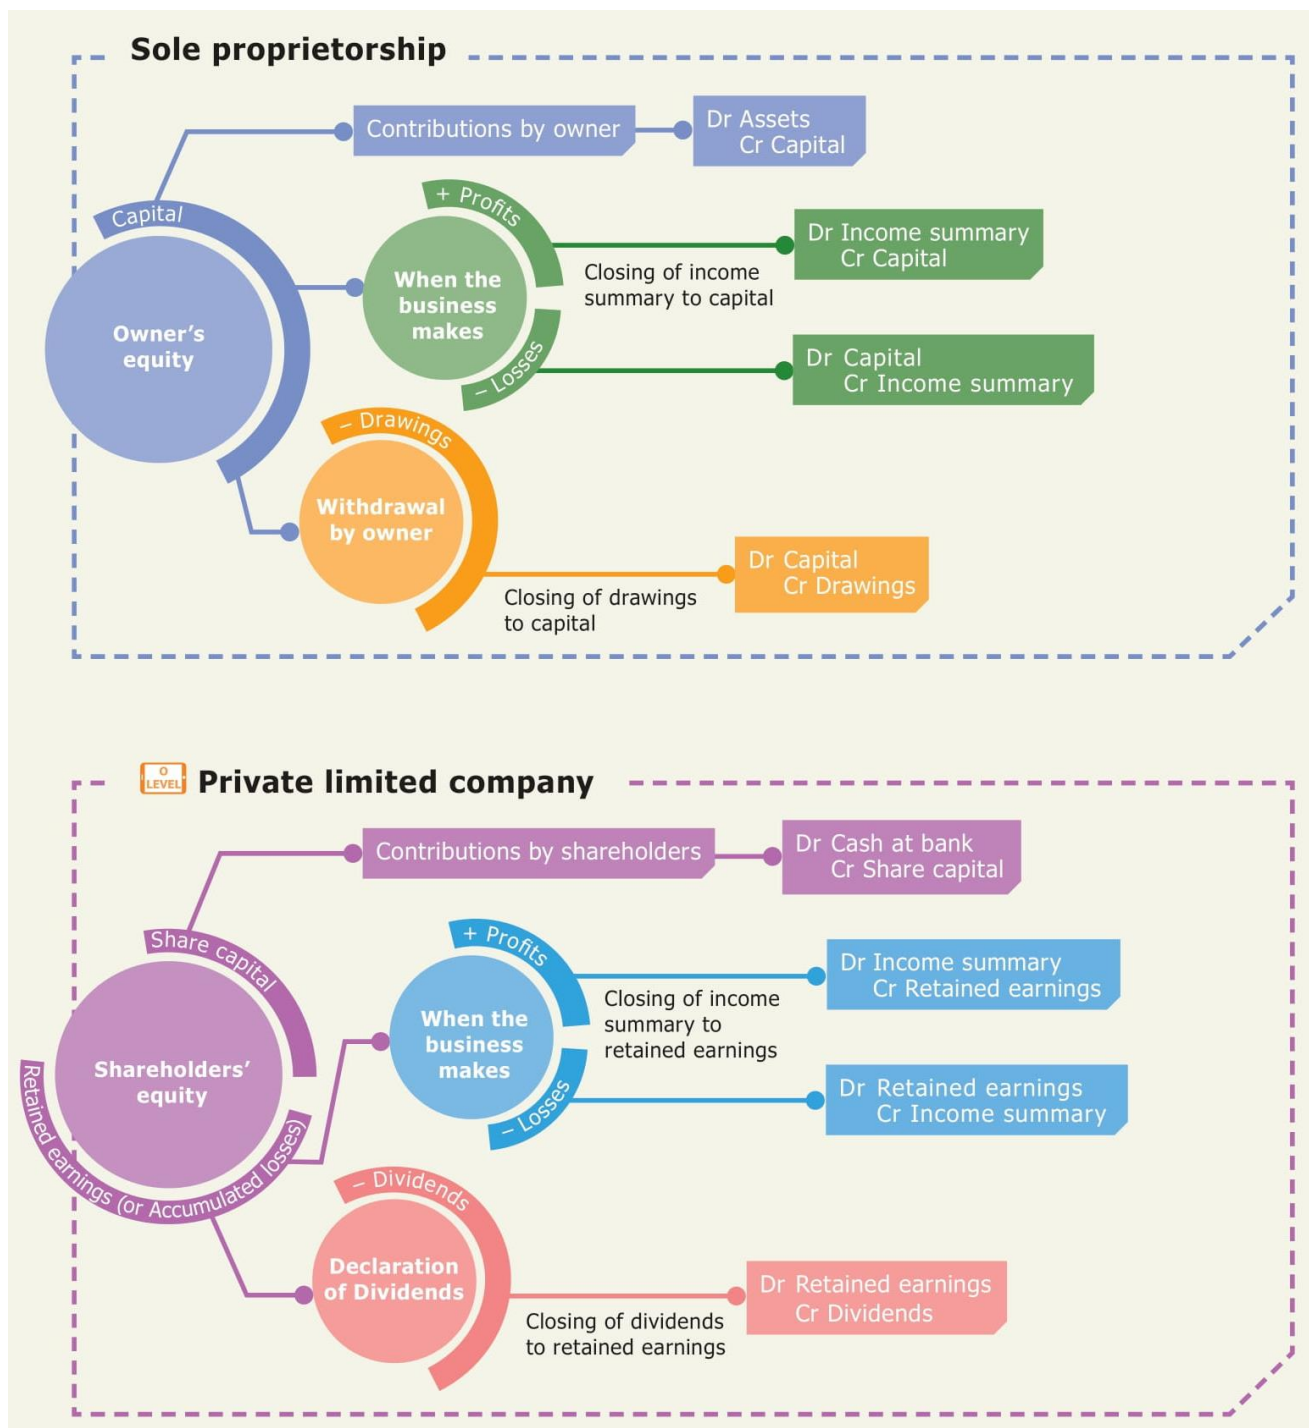 Sole proprietorship
Contributions by owner
Dr Assets
Cr Capital
Capital
Owner's
equity
+ Profits
When the
business
makes
− Losses
Closing of income
summary to capital
Dr Income summary
Cr Capital
Dr Capital
Cr Income summary
− Drawings
Withdrawal
by owner
Closing of drawings
to capital
Dr Capital
Cr Drawings
O
LEVEL
Private limited company
Contributions by shareholders
Dr Cash at bank
Cr Share capital
Share capital
Shareholders'
equity
Retained earnings (or Accumulated losses)
+ Profits
When the
business
makes
− Losses
Closing of income
summary to
retained earnings
Dr Income summary
Cr Retained earnings
Dr Retained earnings
Cr Income summary
− Dividends
Declaration
of Dividends
Closing of dividends
to retained earnings
Dr Retained earnings
Cr Dividends